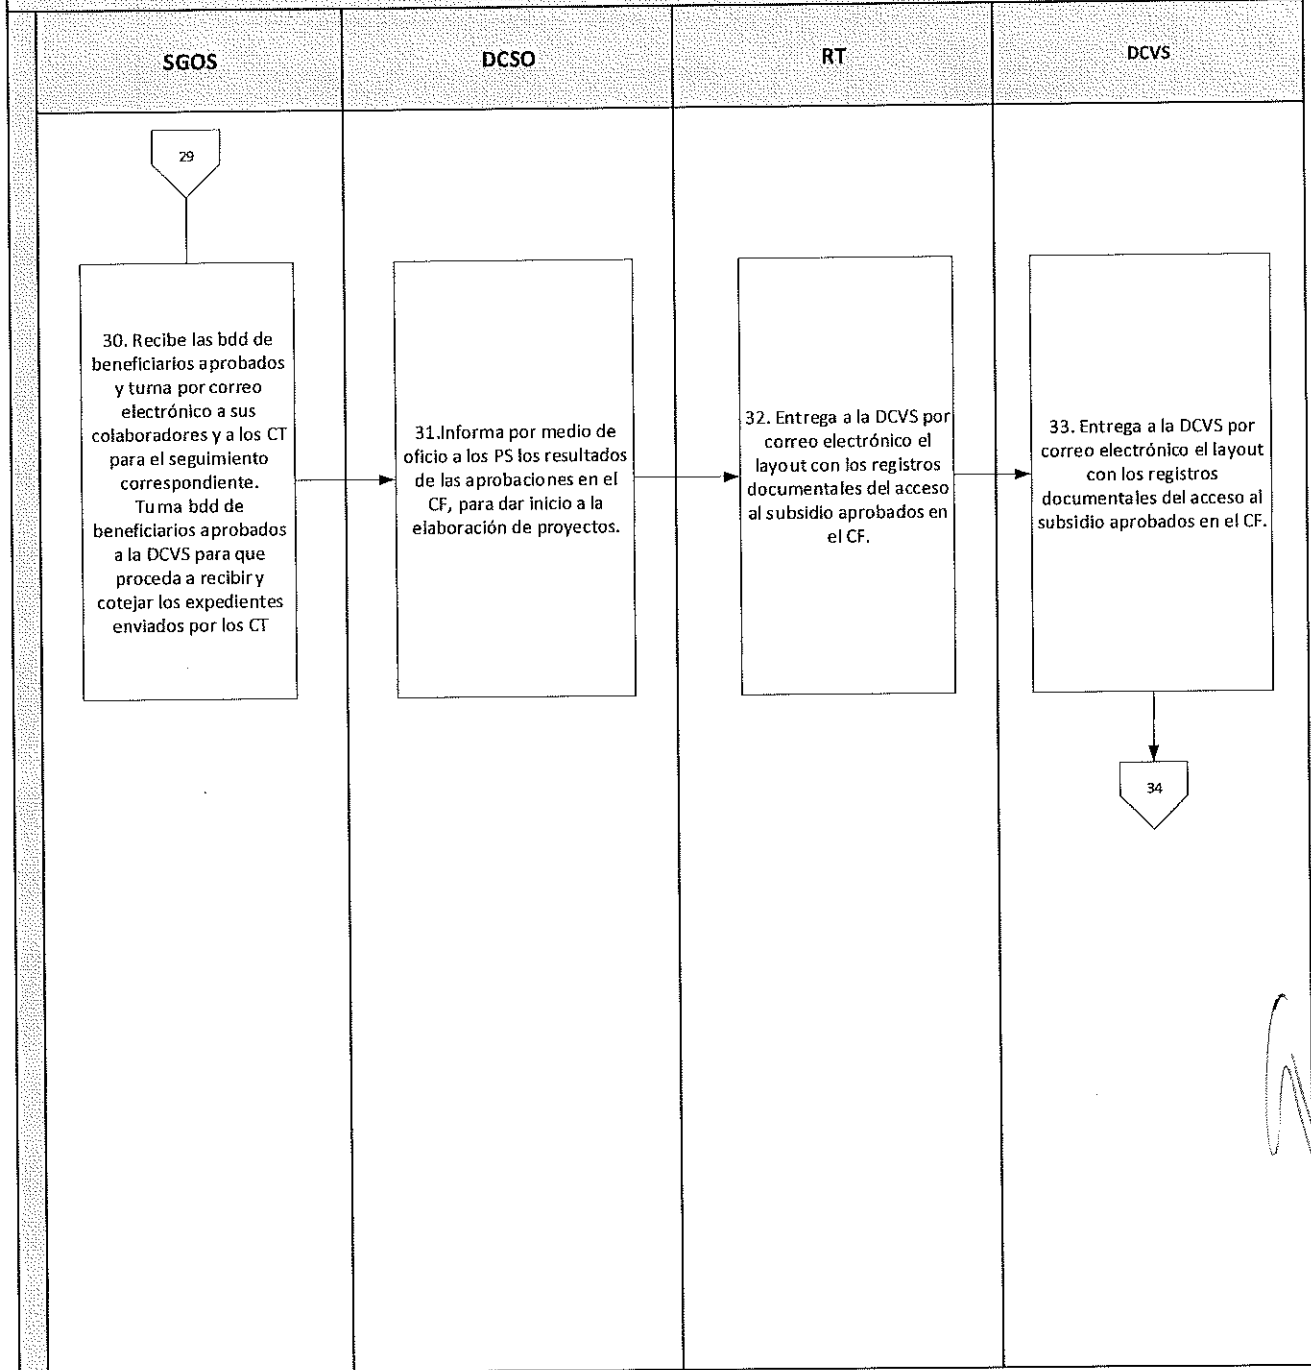 SGOS
DCSO
RT
DCVS
29
30. Recibe las bdd de
beneficiarios aprobados
y turna por correo
electrónico a sus
colaboradores y a los CT
para el seguimiento
correspondiente.
Turna bdd de
beneficiarios aprobados
a la DCVS para que
proceda a recibir y
cotejar los expedientes
enviados por los CT
31.Informa por medio de
oficio a los PS los resultados
de las aprobaciones en el
CF, para dar inicio a la
elaboración de proyectos.
32. Entrega a la DCVS por
correo electrónico el
layout con los registros
documentales del acceso
al subsidio aprobados en
el CF.
33. Entrega a la DCVS por
correo electrónico el layout
con los registros
documentales del acceso al
subsidio aprobados en el CF.
34